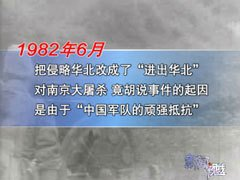 1982年6月
把侵略华北改成了“进出华北”
对南京大屠杀 竟胡说事件的起因
是由于“中国军队的顽强抵抗”